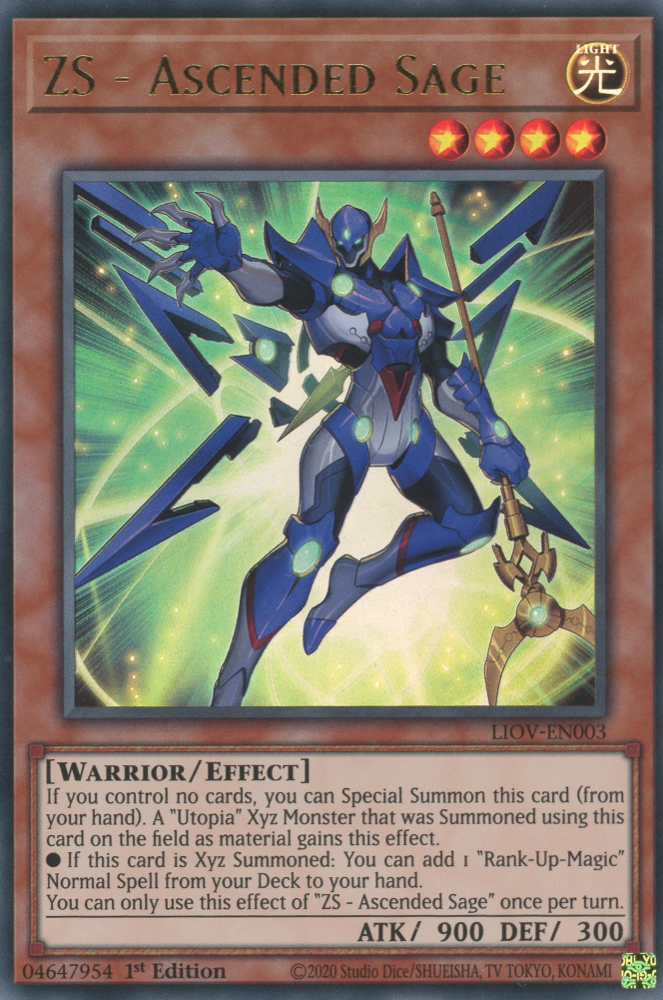 ZS - Ascended Sage
LIGHT
光
LIOV-EN003
[Warrior/Effect]
If you control no cards, you can Special Summon this card (from
your hand). A "Utopia" Xyz Monster that was Summoned using this
card on the field as material gains this effect.
● If this card is Xyz Summoned: You can add 1 "Rank-Up-Magic"
Normal Spell from your Deck to your hand.
You can only use this effect of "ZS - Ascended Sage" once per turn.
ATK/ 900 DEF/ 300
04647954 1st Edition ©2020 Studio Dice/SHUEISHA, TV TOKYO, KONAMI